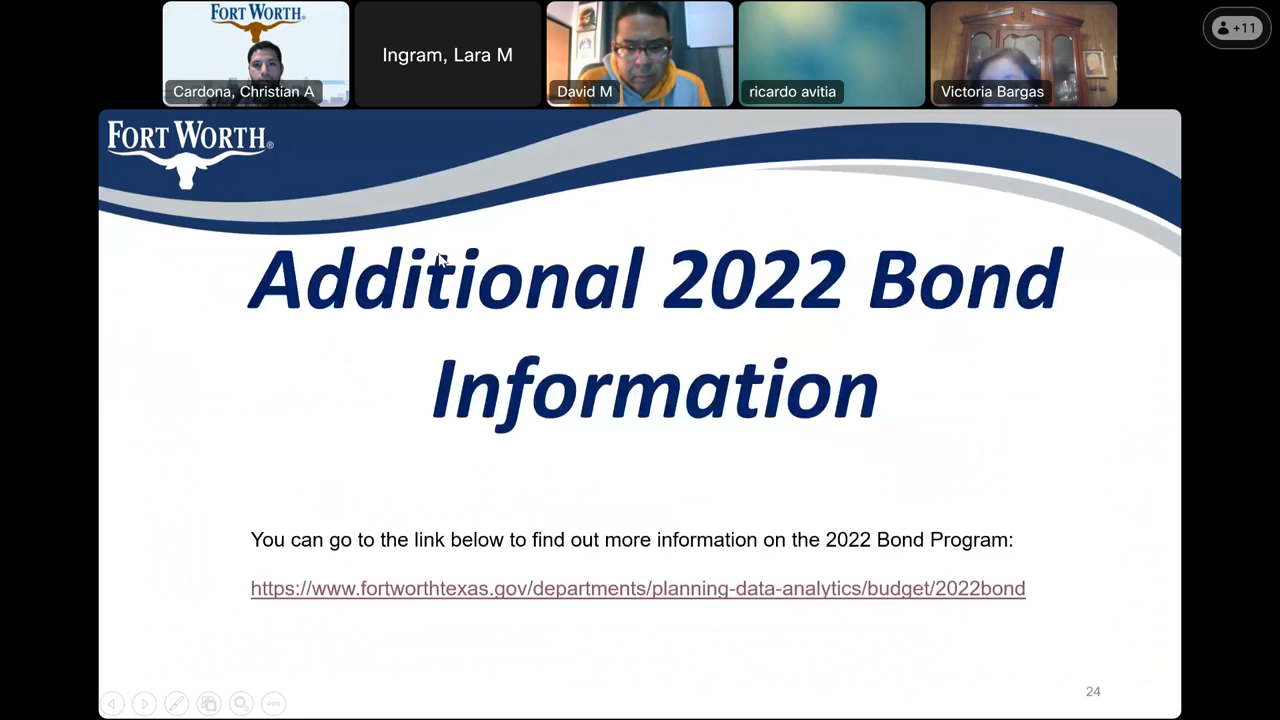 FORT WORTH
Cardona, Christian A
Ingram, Lara M
David M
ricardo avitia
Victoria Bargas
+11
FORT WORTH®
Additional 2022 Bond
Information
You can go to the link below to find out more information on the 2022 Bond Program:
https://www.fortworthtexas.gov/departments/planning-data-analytics/budget/2022bond
24